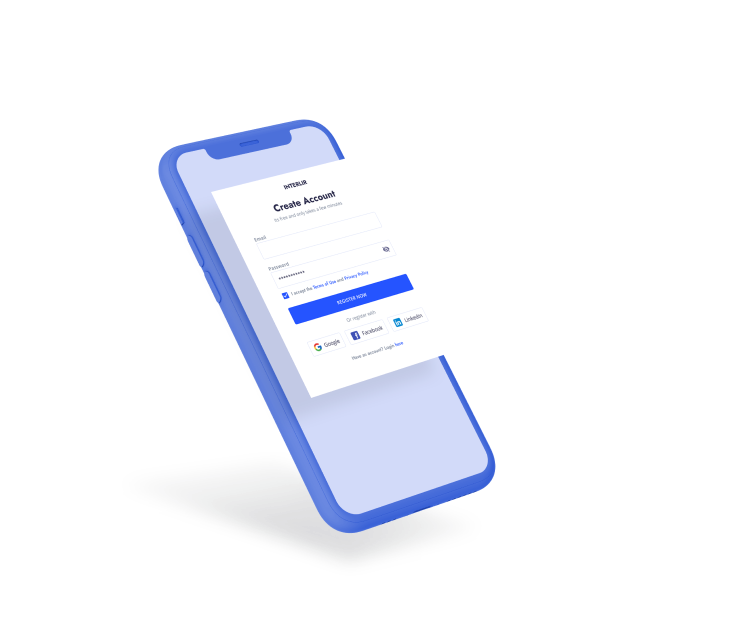 INTERLIR
Create Account
Its free and only takes a few minutes
Email
Password
I accept the Terms of Use and Privacy Policy
REGISTER NOW
Or register with
Google
Facebook
Linkedin
Have an account? Login here